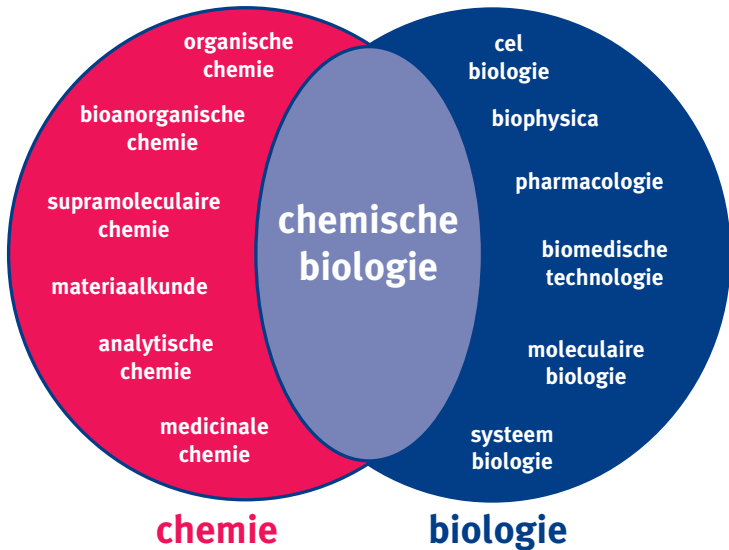 organische
chemie
bioanorganische
chemie
supramoleculaire
chemie
materiaalkunde
analytische
chemie
medicinale
chemie
chemische
biologie
cel
biologie
biophysica
pharmacologie
biomedische
technologie
moleculaire
biologie
systeem
biologie
chemie
biologie